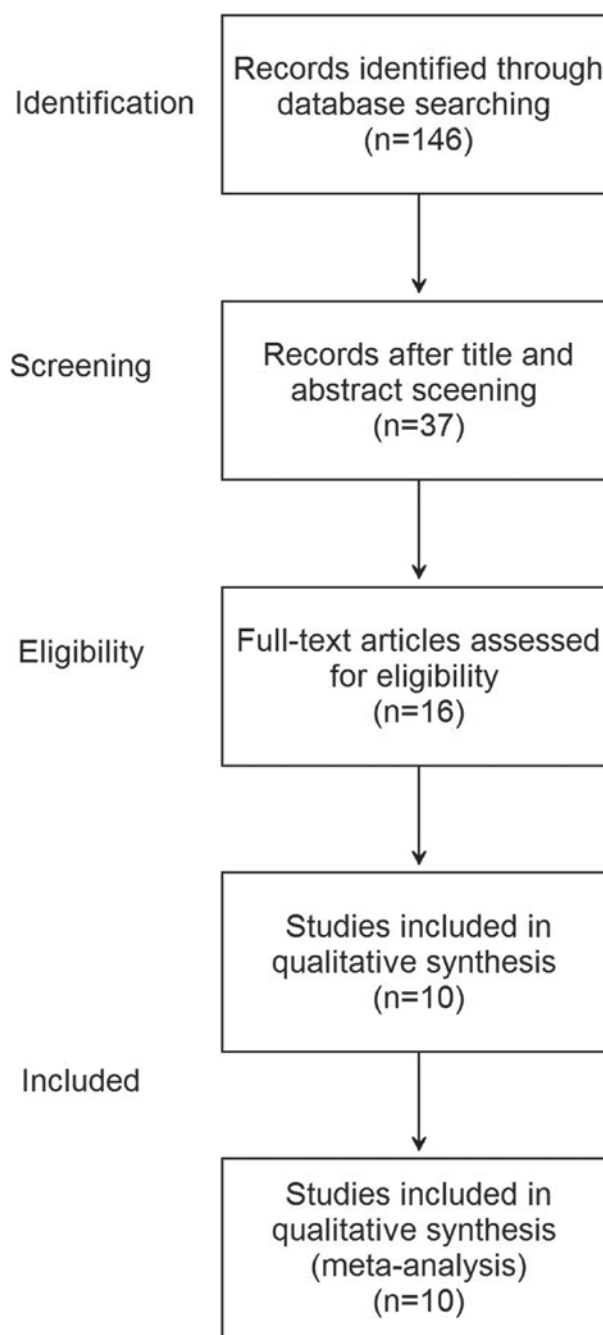 Identification
Records identified through
database searching
(n=146)
Screening
Records after title and
abstract sceening
(n=37)
Eligibility
Full-text articles assessed
for eligibility
(n=16)
Studies included in
qualitative synthesis
(n=10)
Included
Studies included in
qualitative synthesis
(meta-analysis)
(n=10)